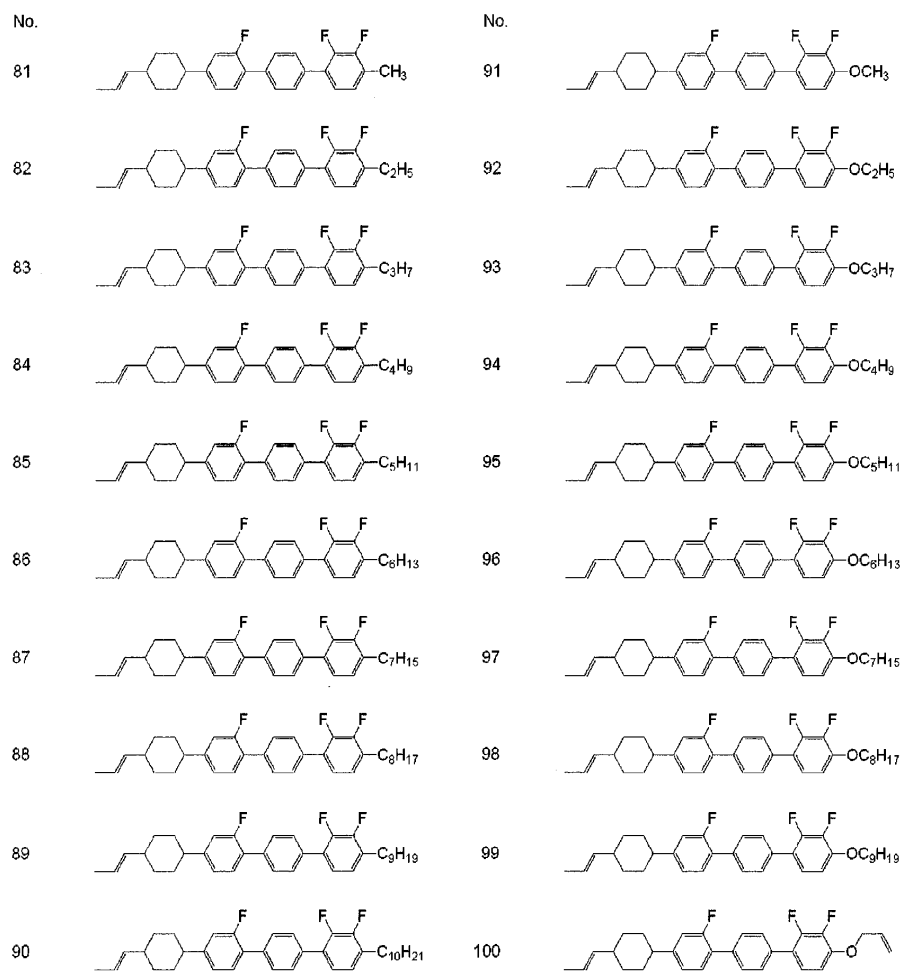 No. No.
F F F F F F
81 CH3 91 OCH3
F F F F F F
82 C2H5 92 OC2H5
F F F F F F
83 C3H7 93 OC3H7
F F F F F F
84 C4H9 94 OC4H9
F F F F F F
85 C5H11 95 OC5H11
F F F F F F
86 C6H13 96 OC6H13
F F F F F F
87 C7H15 97 OC7H15
F F F F F F
88 C8H17 98 OC8H17
F F F F F F
89 C9H19 99 OC9H19
F F F F F F
90 C10H21 100 O